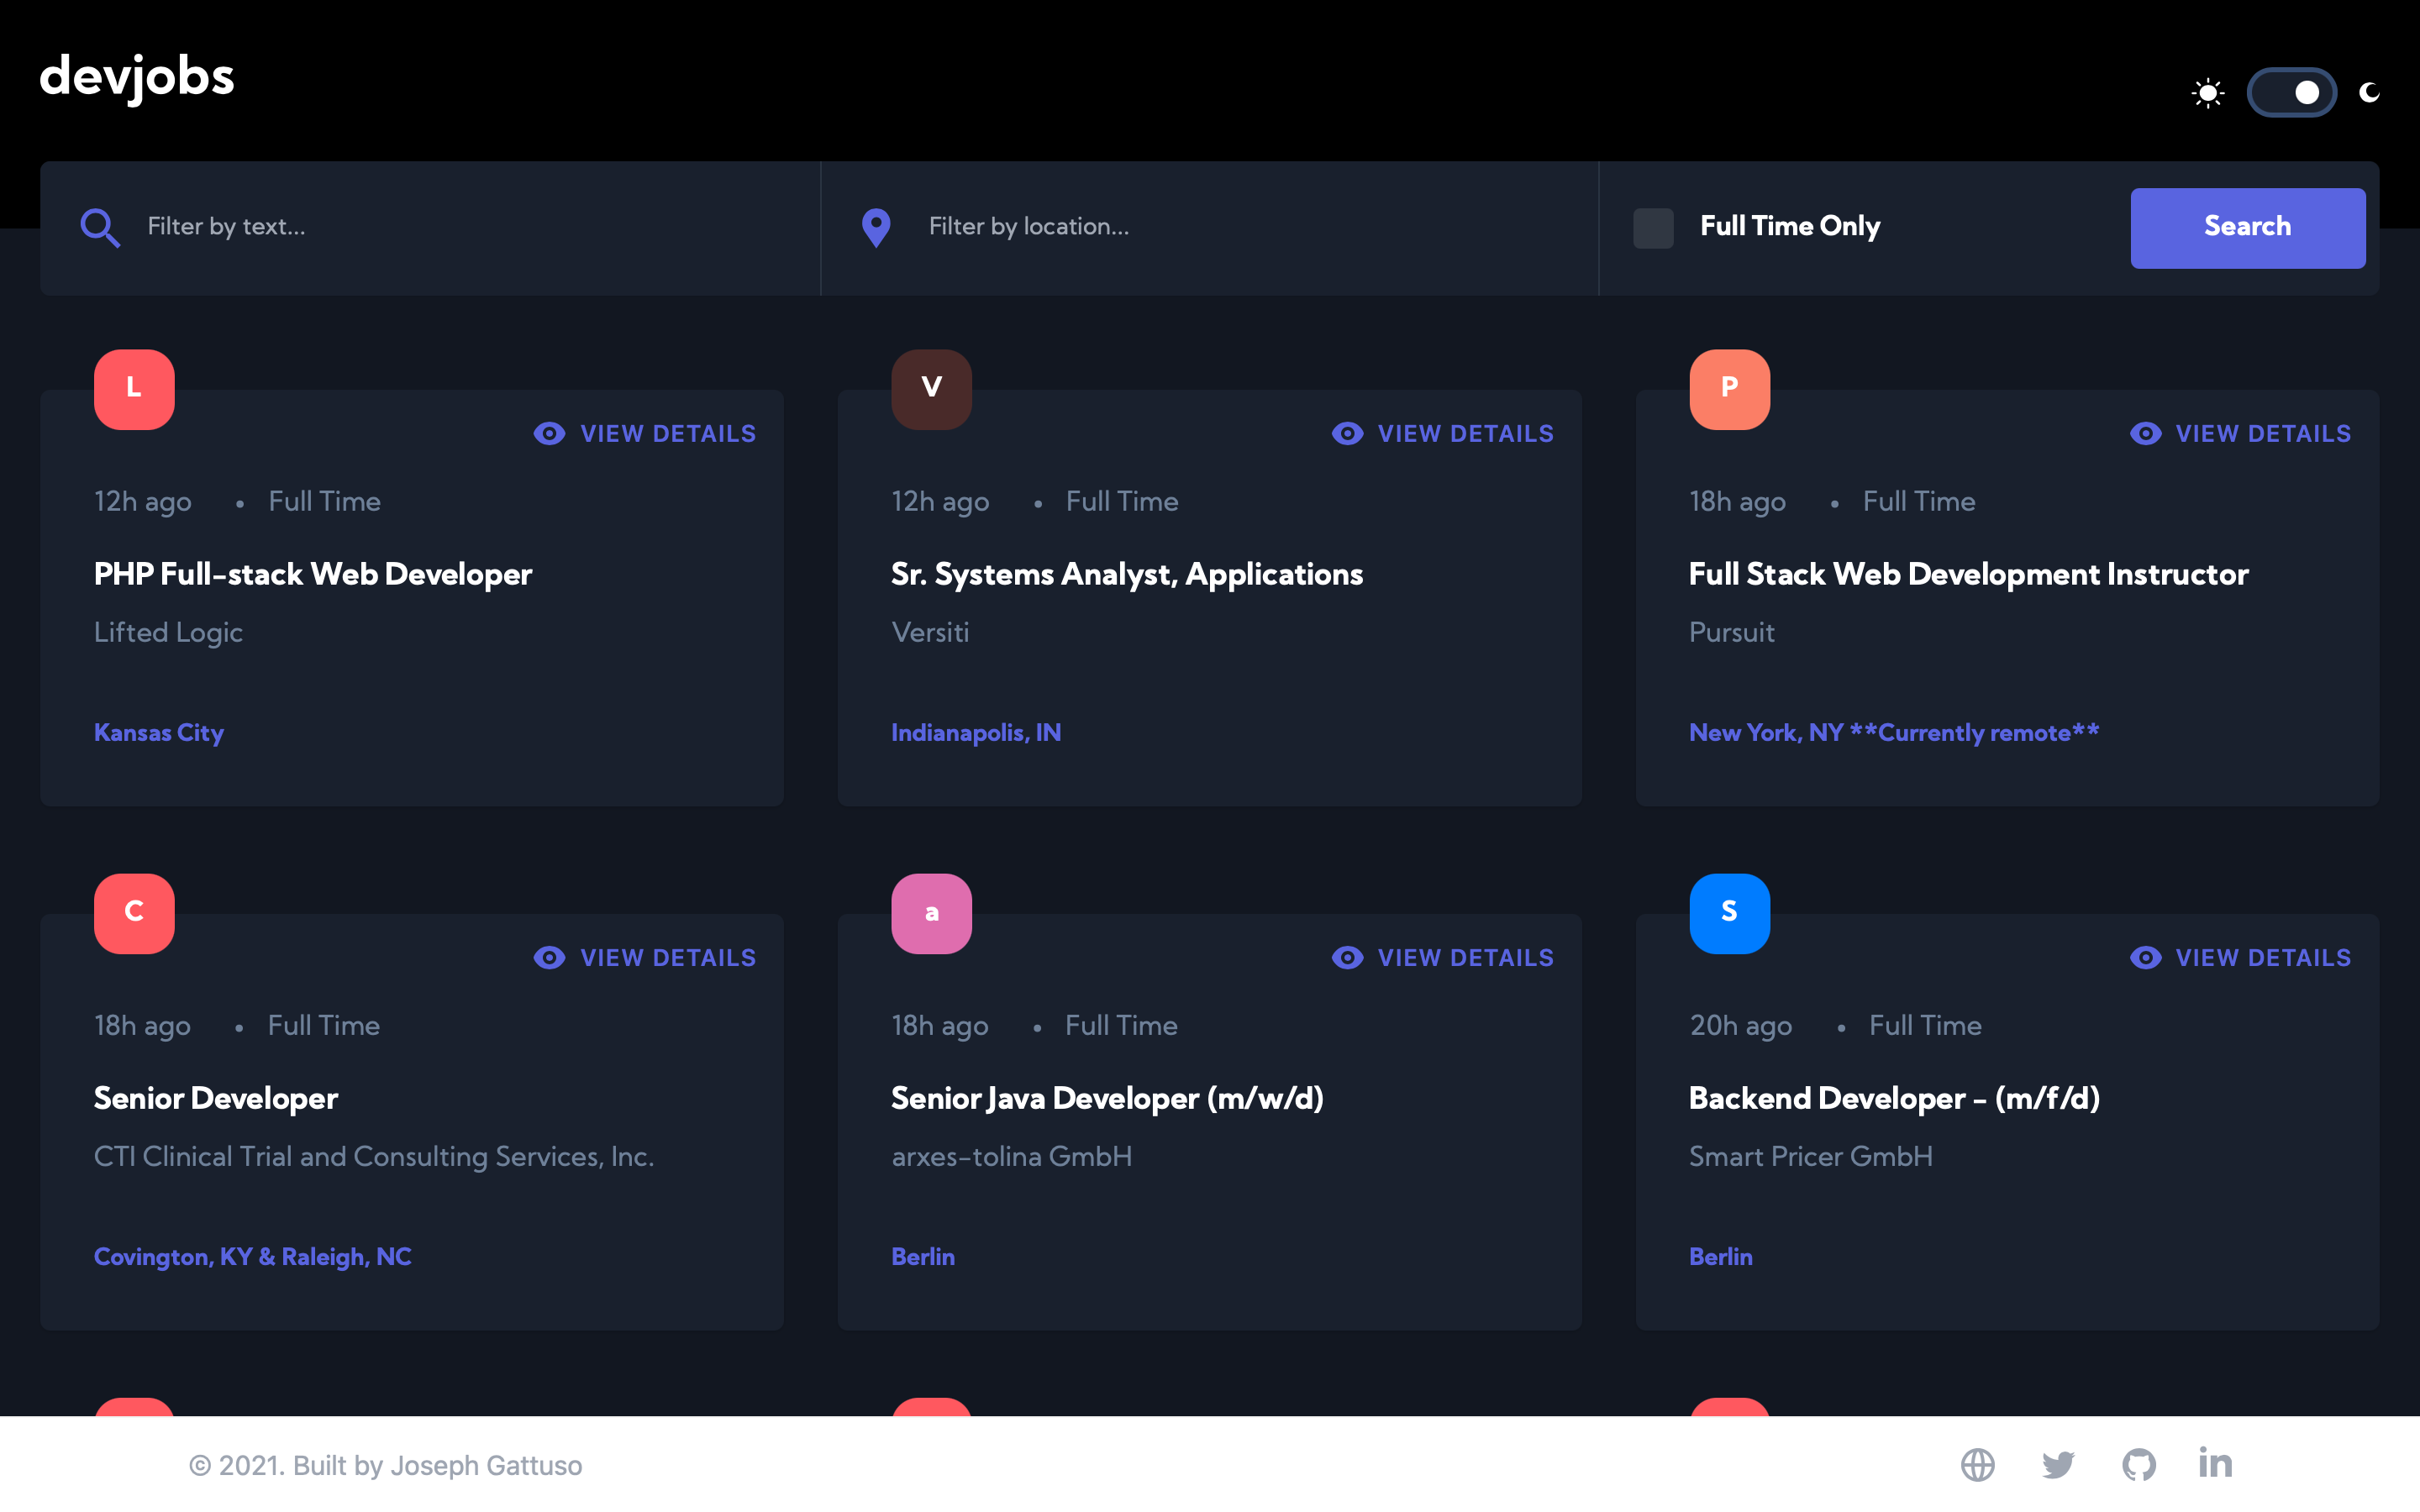 devjobs
Filter by text...
Filter by location...
Full Time Only
Search
L
VIEW DETAILS
12h ago • Full Time
PHP Full-stack Web Developer
Lifted Logic
Kansas City
V
VIEW DETAILS
12h ago • Full Time
Sr. Systems Analyst, Applications
Versiti
Indianapolis, IN
P
VIEW DETAILS
18h ago • Full Time
Full Stack Web Development Instructor
Pursuit
New York, NY **Currently remote**
C
VIEW DETAILS
18h ago • Full Time
Senior Developer
CTI Clinical Trial and Consulting Services, Inc.
Covington, KY & Raleigh, NC
a
VIEW DETAILS
18h ago • Full Time
Senior Java Developer (m/w/d)
arxes-tolina GmbH
Berlin
S
VIEW DETAILS
20h ago • Full Time
Backend Developer - (m/f/d)
Smart Pricer GmbH
Berlin
© 2021. Built by Joseph Gattuso
in